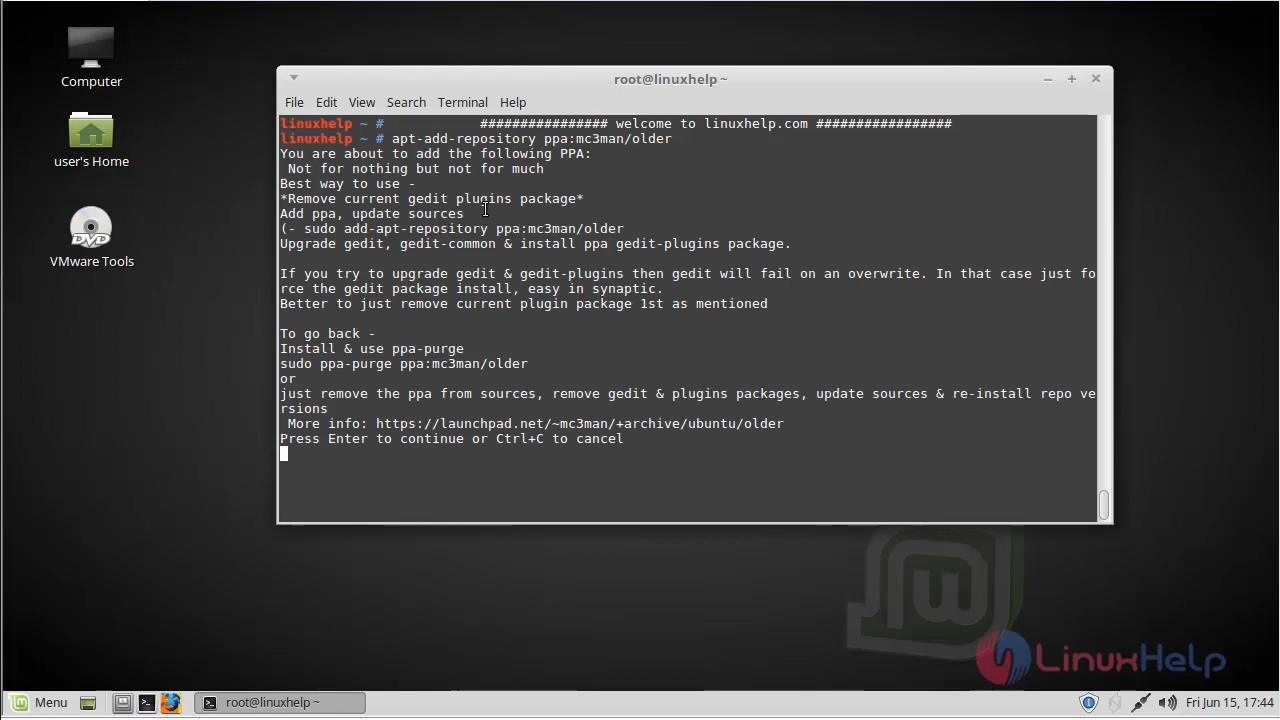 Computer
user's Home
VMware Tools
root@linuxhelp ~
File Edit View Search Terminal Help
linuxhelp ~ # ################ welcome to linuxhelp.com #################
linuxhelp ~ # apt-add-repository ppa:mc3man/older
You are about to add the following PPA:
Not for nothing but not for much
Best way to use -
*Remove current gedit plugins package*
Add ppa, update sources
(- sudo add-apt-repository ppa:mc3man/older
Upgrade gedit, gedit-common & install ppa gedit-plugins package.
If you try to upgrade gedit & gedit-plugins then gedit will fail on an overwrite. In that case just fo
rce the gedit package install, easy in synaptic.
Better to just remove current plugin package 1st as mentioned
To go back -
Install & use ppa-purge
sudo ppa-purge ppa:mc3man/older
or
just remove the ppa from sources, remove gedit & plugins packages, update sources & re-install repo ve
rsions
More info: https://launchpad.net/~mc3man/+archive/ubuntu/older
Press Enter to continue or Ctrl+C to cancel
LinuxHelp
Menu root@linuxhelp ~ Fri Jun 15, 17:44